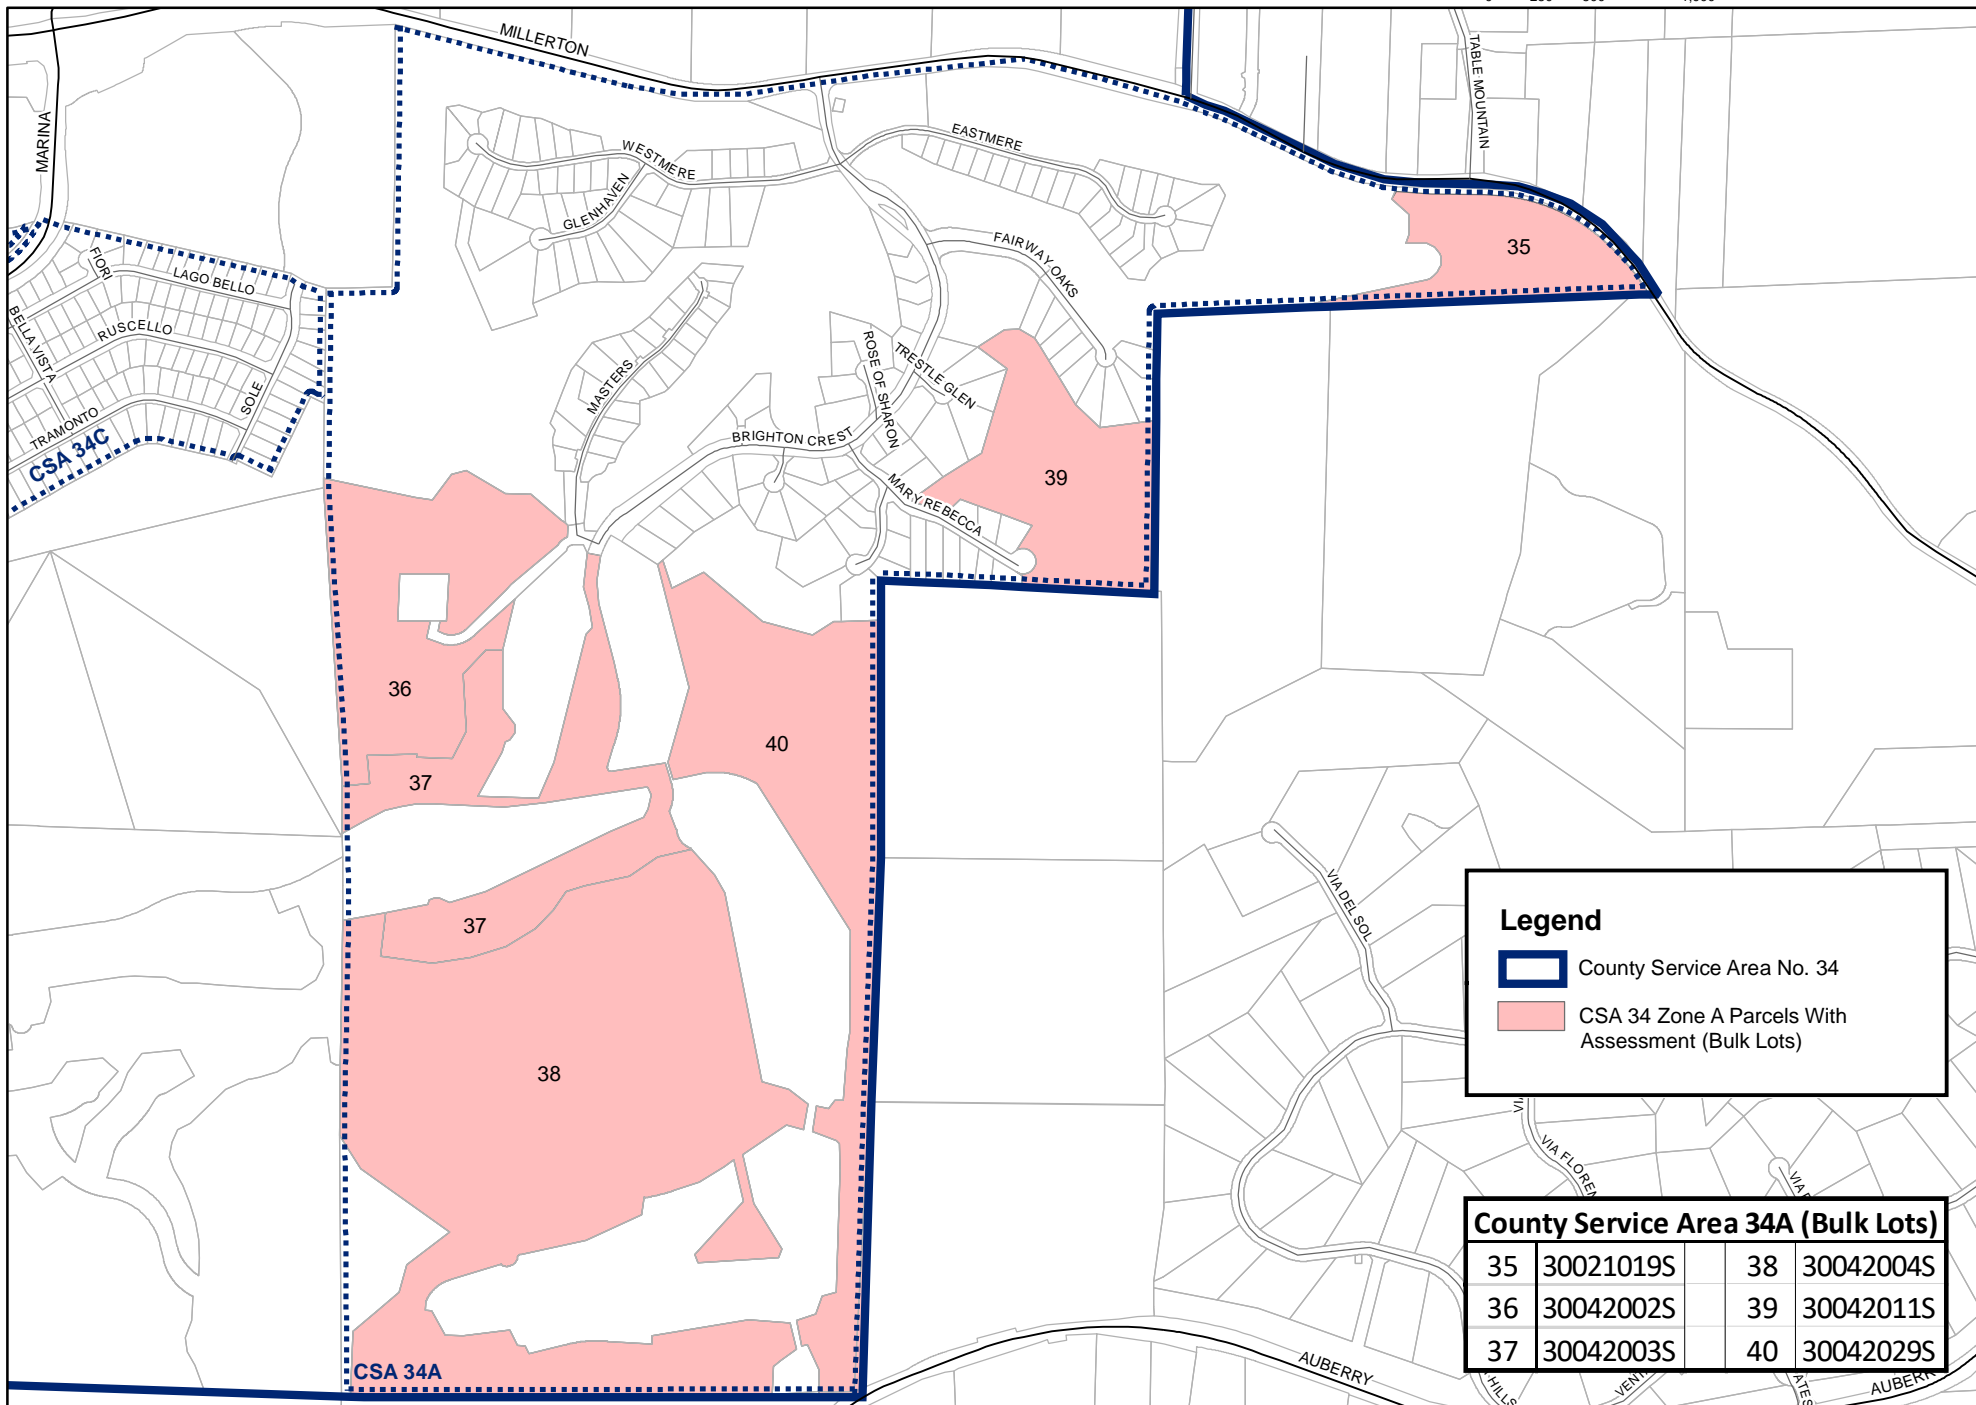 MILLERTON
TABLE MOUNTAIN
MARINA
WESTMERE
EASTMERE
GLENHAVEN
FAIRWAY OAKS
35
FIORI
LAGO BELLO
BELLA VISTA
RUSCELLO
SOLE
TRAMONTO
CSA 34C
MASTERS
ROSE OF SHARON
TRESTLE GLEN
BRIGHTON CREST
MARY REBECCA
39
36
40
37
37
38
VIA DEL SOL
Legend
County Service Area No. 34
CSA 34 Zone A Parcels With
Assessment (Bulk Lots)
County Service Area 34A (Bulk Lots)
35 30021019S 38 30042004S
36 30042002S 39 30042011S
37 30042003S 40 30042029S
CSA 34A
AUBERRY